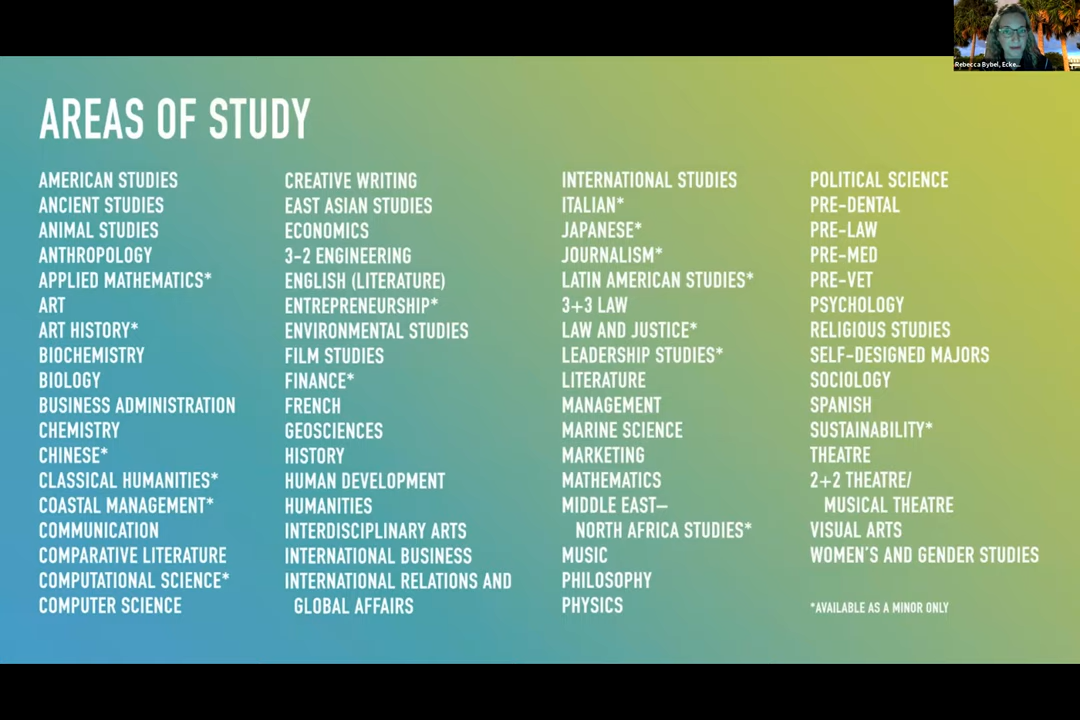 Rebecca Bybel, Ecke...
AREAS OF STUDY
AMERICAN STUDIES
ANCIENT STUDIES
ANIMAL STUDIES
ANTHROPOLOGY
APPLIED MATHEMATICS*
ART
ART HISTORY*
BIOCHEMISTRY
BIOLOGY
BUSINESS ADMINISTRATION
CHEMISTRY
CHINESE*
CLASSICAL HUMANITIES*
COASTAL MANAGEMENT*
COMMUNICATION
COMPARATIVE LITERATURE
COMPUTATIONAL SCIENCE*
COMPUTER SCIENCE
CREATIVE WRITING
EAST ASIAN STUDIES
ECONOMICS
3-2 ENGINEERING
ENGLISH (LITERATURE)
ENTREPRENEURSHIP*
ENVIRONMENTAL STUDIES
FILM STUDIES
FINANCE*
FRENCH
GEOSCIENCES
HISTORY
HUMAN DEVELOPMENT
HUMANITIES
INTERDISCIPLINARY ARTS
INTERNATIONAL BUSINESS
INTERNATIONAL RELATIONS AND
GLOBAL AFFAIRS
INTERNATIONAL STUDIES
ITALIAN*
JAPANESE*
JOURNALISM*
LATIN AMERICAN STUDIES*
3+3 LAW
LAW AND JUSTICE*
LEADERSHIP STUDIES*
LITERATURE
MANAGEMENT
MARINE SCIENCE
MARKETING
MATHEMATICS
MIDDLE EAST–
NORTH AFRICA STUDIES*
MUSIC
PHILOSOPHY
PHYSICS
POLITICAL SCIENCE
PRE-DENTAL
PRE-LAW
PRE-MED
PRE-VET
PSYCHOLOGY
RELIGIOUS STUDIES
SELF-DESIGNED MAJORS
SOCIOLOGY
SPANISH
SUSTAINABILITY*
THEATRE
2+2 THEATRE/
MUSICAL THEATRE
VISUAL ARTS
WOMEN'S AND GENDER STUDIES
*AVAILABLE AS A MINOR ONLY